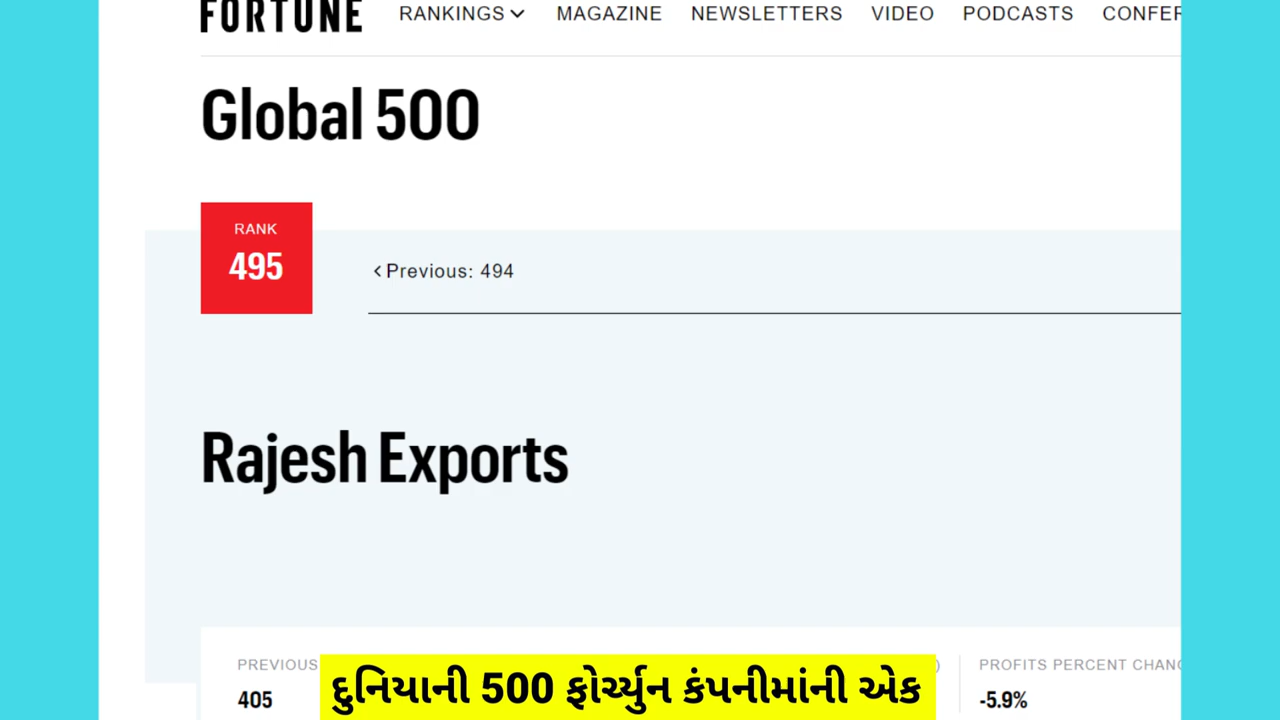 FORTUNE RANKINGS MAGAZINE NEWSLETTERS VIDEO PODCASTS
Global 500
RANK
495
Previous: 494
Rajesh Exports
PREVIOUS
PROFITS PERCENT
405
-5.9%
દુનિયાની 500 ફોર્ચ્યુન કંપનીમાંની એક